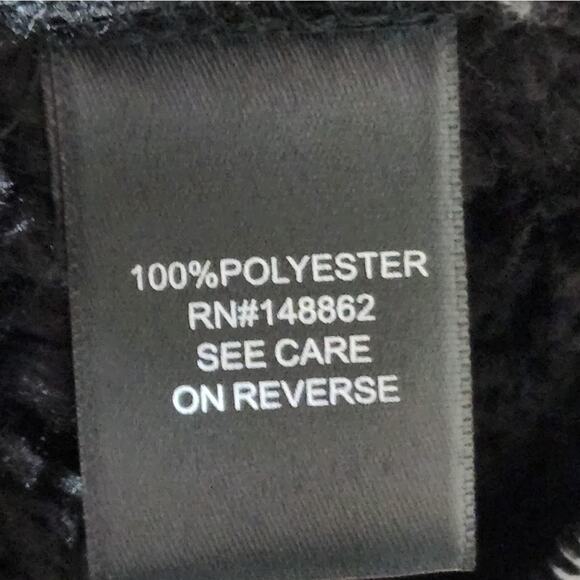 100%POLYESTER
RN#148862
SEE CARE
ON REVERSE